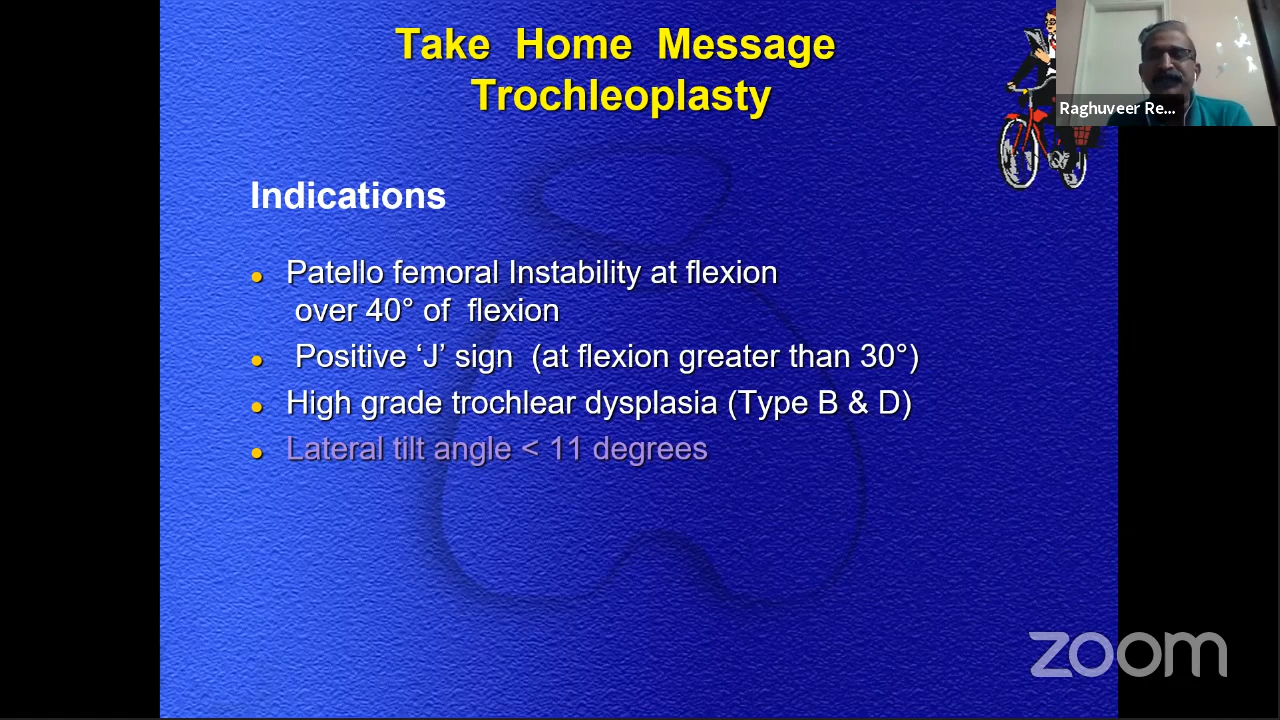 Take Home Message
Trochleoplasty
Raghuveer Re...
Indications
Patello femoral Instability at flexion
over 40° of flexion
Positive ‘J’ sign (at flexion greater than 30°)
High grade trochlear dysplasia (Type B & D)
Lateral tilt angle < 11 degrees
zoom